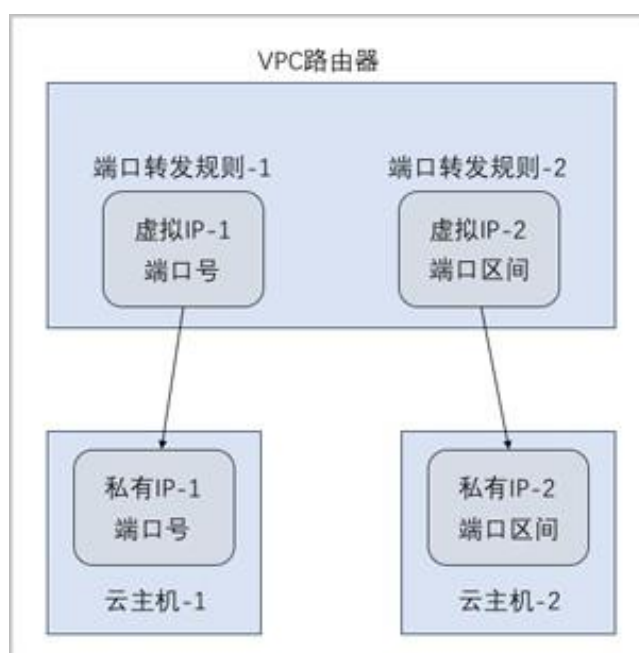 VPC路由器
端口转发规则-1
端口转发规则-2
虚拟IP-1
端口号
虚拟IP-2
端口区间
私有IP-1
端口号
云主机-1
私有IP-2
端口区间
云主机-2